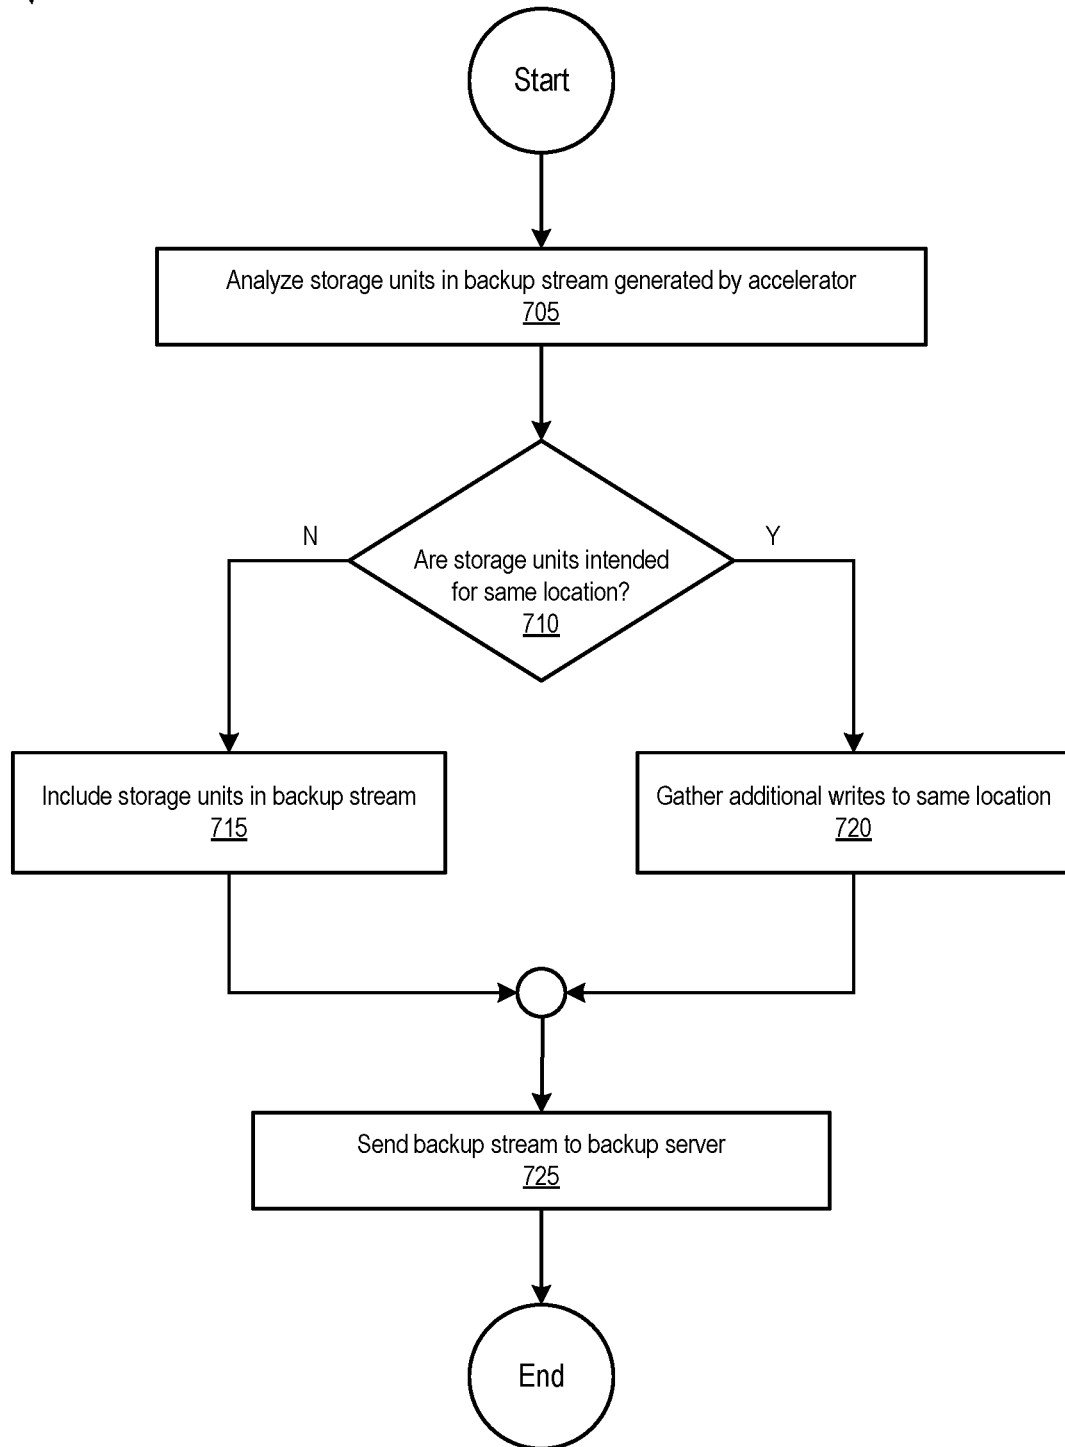 Start
Analyze storage units in backup stream generated by accelerator
705
N
Y
Are storage units intended
for same location?
710
Include storage units in backup stream
715
Gather additional writes to same location
720
Send backup stream to backup server
725
End